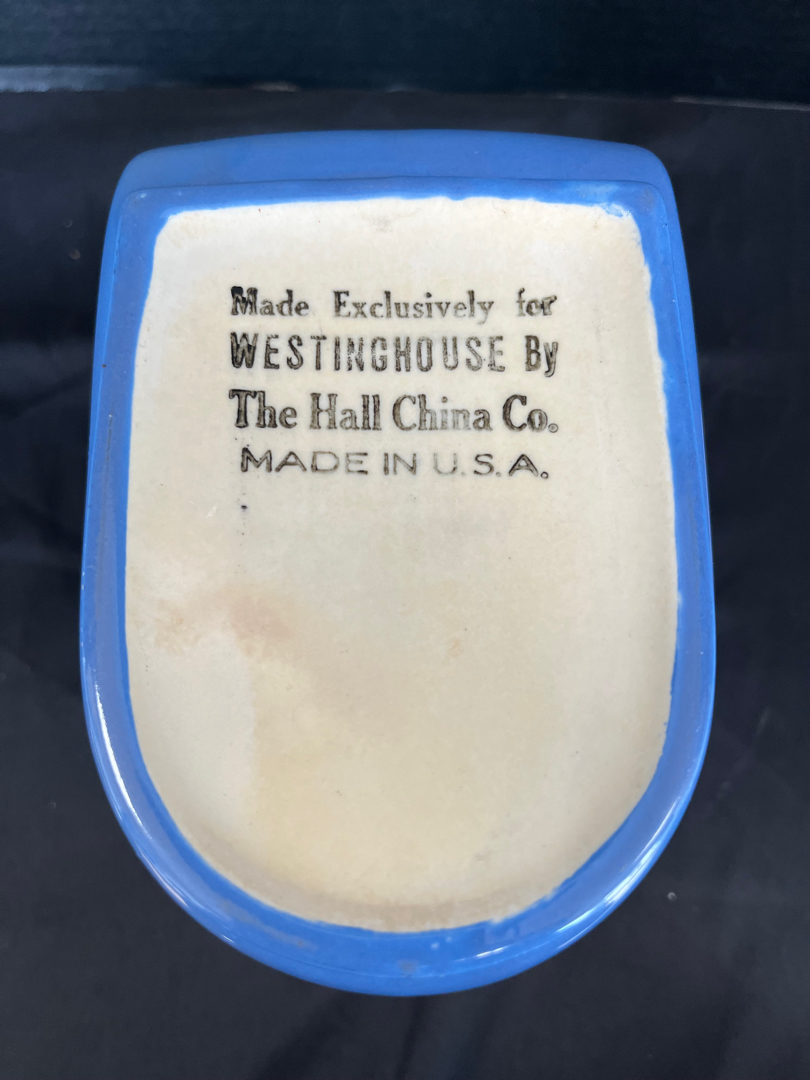 Made Exclusively for
WESTINGHOUSE By
The Hall China Co.
MADE IN U.S.A.